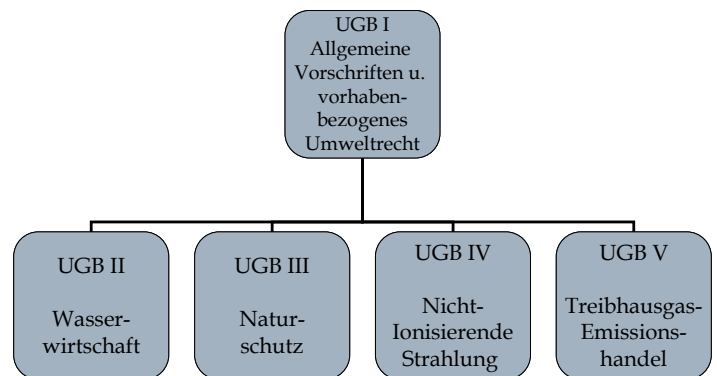 UGB I
Allgemeine
Vorschriften u.
vorhaben-
bezogenes
Umweltrecht
UGB II
Wasser-
wirtschaft
UGB III
Natur-
schutz
UGB IV
Nicht-
Ionisierende
Strahlung
UGB V
Treibhausgas-
Emissions-
handel